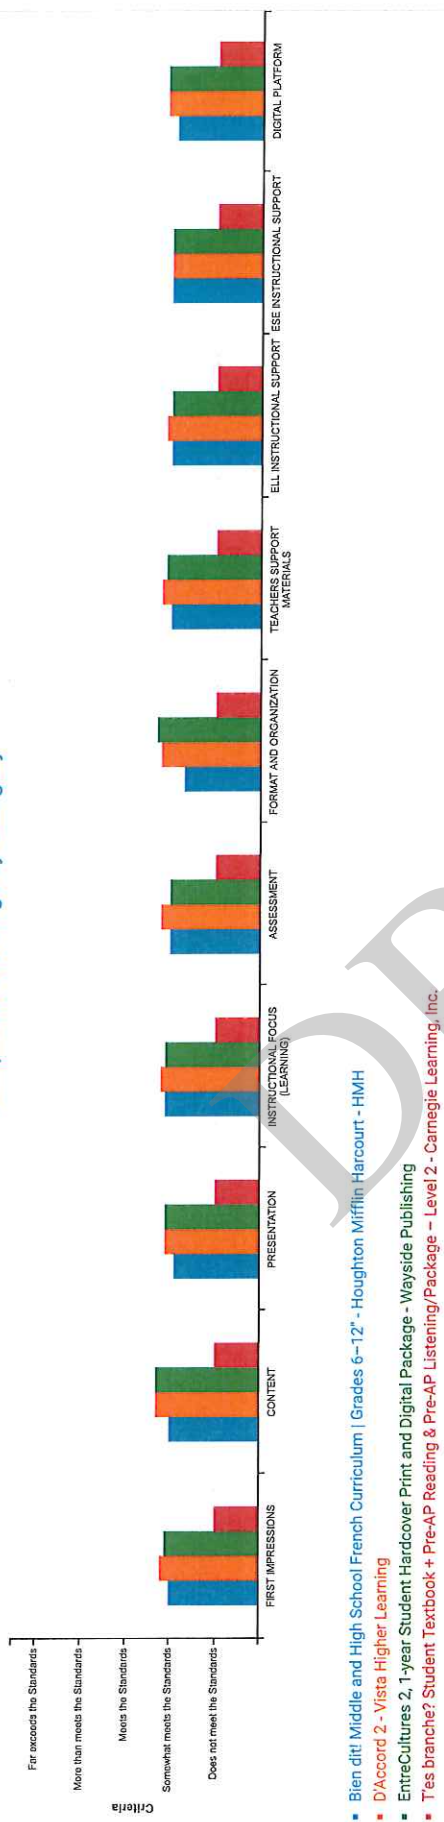 Criteria
Far exceeds the Standards
More than meets the Standards
Meets the Standards
Somewhat meets the Standards
Does not meet the Standards
FIRST IMPRESSIONS
CONTENT
PRESENTATION
INSTRUCTIONAL FOCUS
(LEARNING)
ASSESSMENT
FORMAT AND ORGANIZATION
TEACHERS SUPPORT
MATERIALS
ELL INSTRUCTIONAL SUPPORT
ESE INSTRUCTIONAL SUPPORT
DIGITAL PLATFORM
Bien dit! Middle and High School French Curriculum | Grades 6–12" - Houghton Mifflin Harcourt - HMH
D'Accord 2 - Vista Higher Learning
EntreCultures 2, 1-year Student Hardcover Print and Digital Package - Wayside Publishing
T'es branche? Student Textbook + Pre-AP Reading & Pre-AP Listening/Package – Level 2 - Carnegie Learning, Inc.